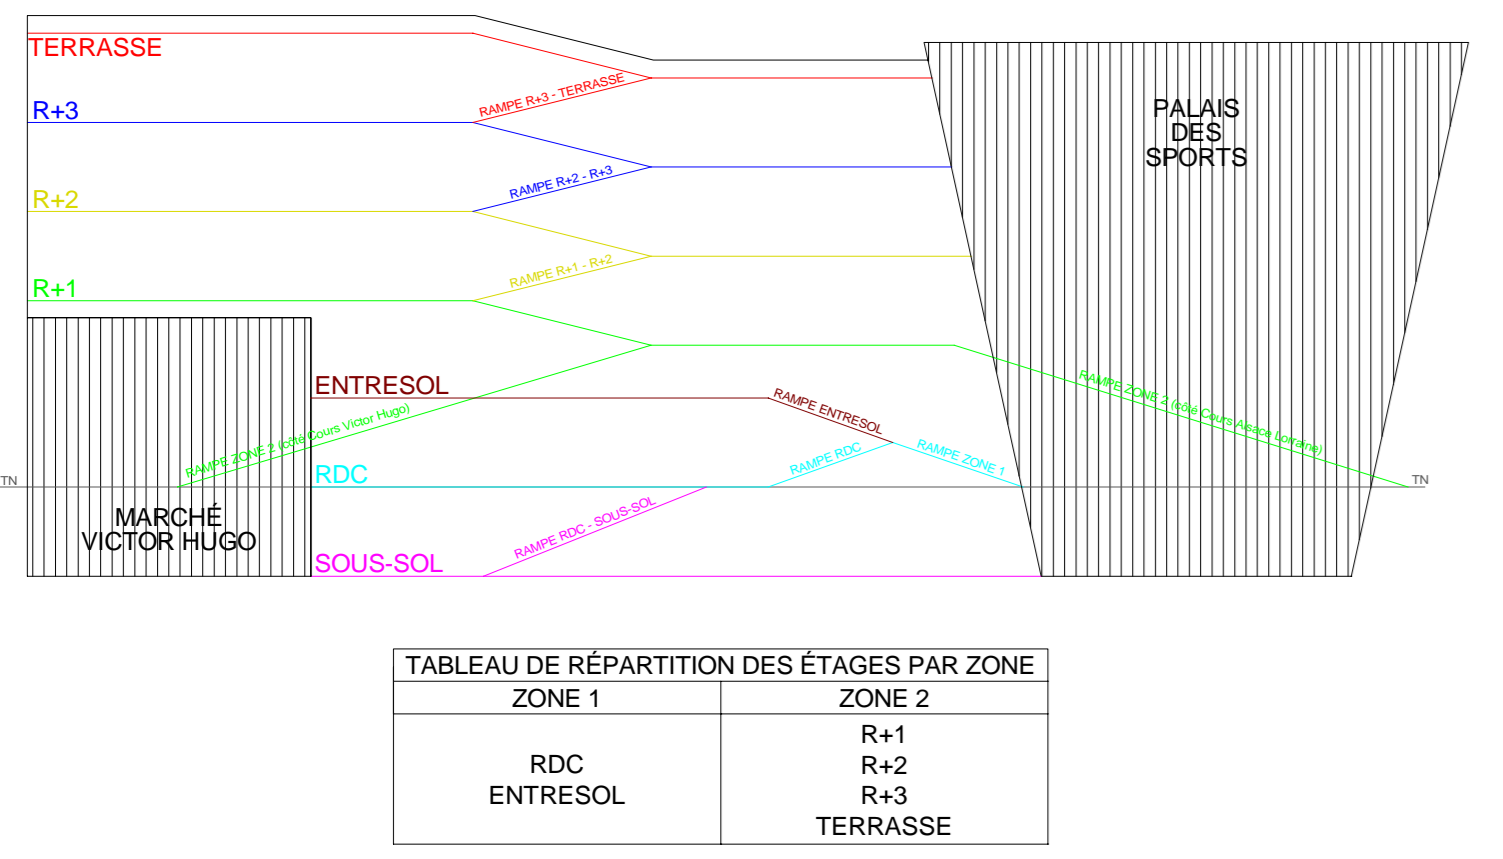 TERRASSE
RAMPE R+3 - TERRASSE
R+3
PALAIS
DES
SPORTS
RAMPE R+2 - R+3
R+2
RAMPE R+1 - R+2
R+1
ENTRESOL
RAMPE ENTRESOL
RAMPE ZONE 2 (côté Cours Alsace Lorraine)
RAMPE ZONE 2 (côté Cours Victor Hugo)
RAMPE RDC
RAMPE ZONE 1
TN
RDC
TN
MARCHÉ
VICTOR HUGO
RAMPE RDC - SOUS-SOL
SOUS-SOL
TABLEAU DE RÉPARTITION DES ÉTAGES PAR ZONE
ZONE 1
ZONE 2
RDC
ENTRESOL
R+1
R+2
R+3
TERRASSE